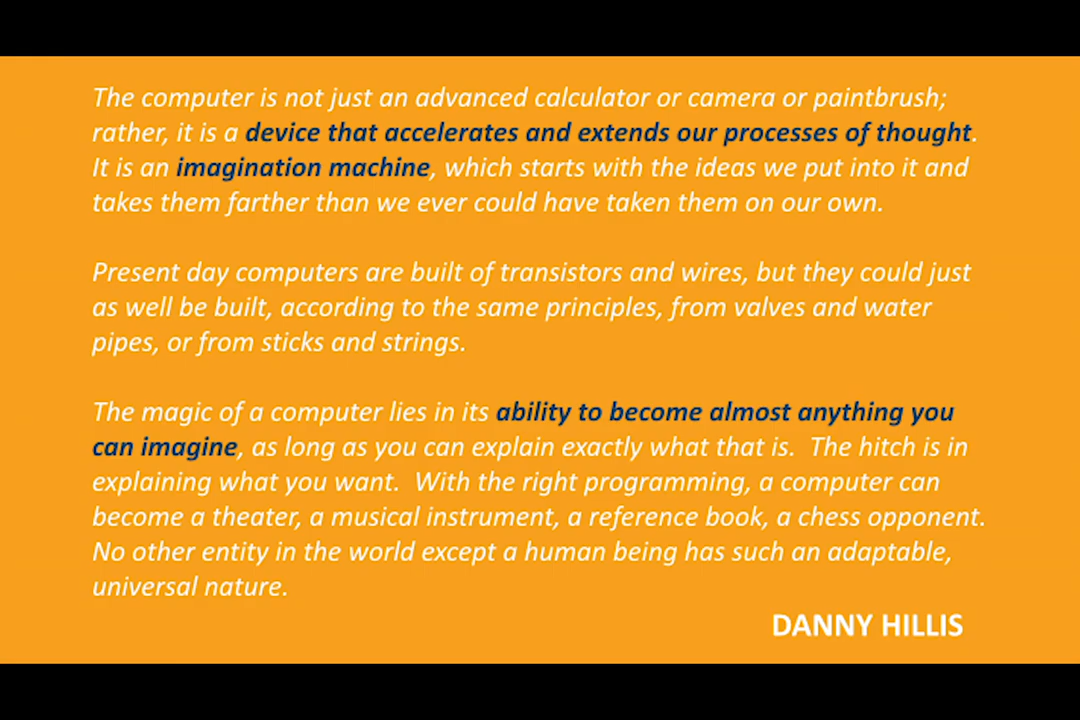 The computer is not just an advanced calculator or camera or paintbrush;
rather, it is a device that accelerates and extends our processes of thought.
It is an imagination machine, which starts with the ideas we put into it and
takes them farther than we ever could have taken them on our own.
Present day computers are built of transistors and wires, but they could just
as well be built, according to the same principles, from valves and water
pipes, or from sticks and strings.
The magic of a computer lies in its ability to become almost anything you
can imagine, as long as you can explain exactly what that is.  The hitch is in
explaining what you want.  With the right programming, a computer can
become a theater, a musical instrument, a reference book, a chess opponent.
No other entity in the world except a human being has such an adaptable,
universal nature.
DANNY HILLIS